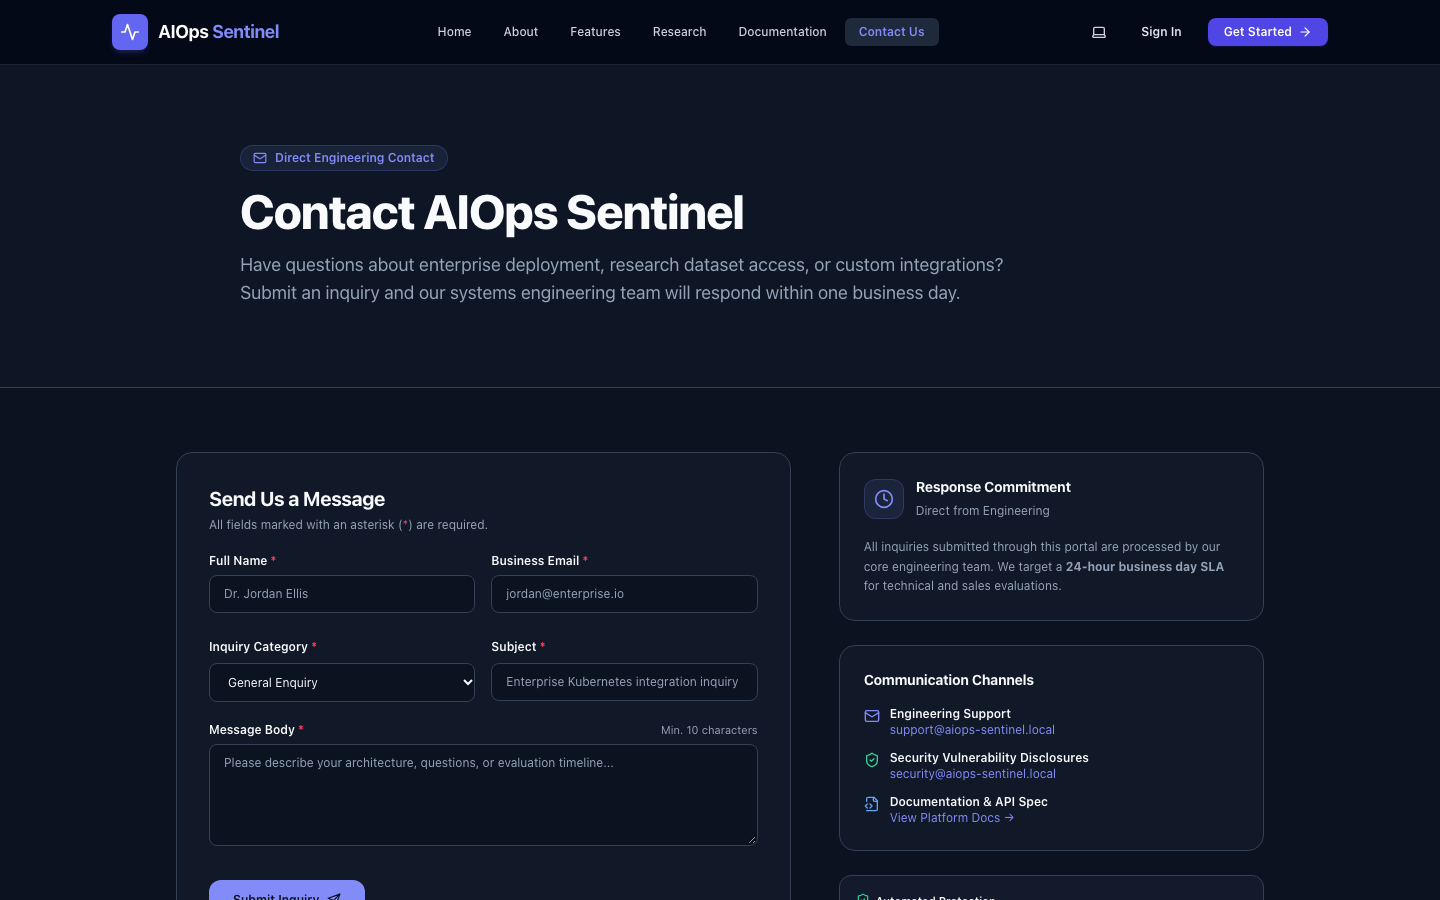 AIOps Sentinel
Home
About
Features
Research
Documentation
Contact Us
Sign In
Get Started
Direct Engineering Contact
Contact AIOps Sentinel
Have questions about enterprise deployment, research dataset access, or custom integrations?
Submit an inquiry and our systems engineering team will respond within one business day.
Send Us a Message
All fields marked with an asterisk (*) are required.
Full Name *
Dr. Jordan Ellis
Business Email *
jordan@enterprise.io
Inquiry Category *
General Enquiry
Subject *
Enterprise Kubernetes integration inquiry
Message Body *
Min. 10 characters
Please describe your architecture, questions, or evaluation timeline...
Submit Inquiry
Response Commitment
Direct from Engineering
All inquiries submitted through this portal are processed by our
core engineering team. We target a 24-hour business day SLA
for technical and sales evaluations.
Communication Channels
Engineering Support
support@aiops-sentinel.local
Security Vulnerability Disclosures
security@aiops-sentinel.local
Documentation & API Spec
View Platform Docs →
Automated Protection